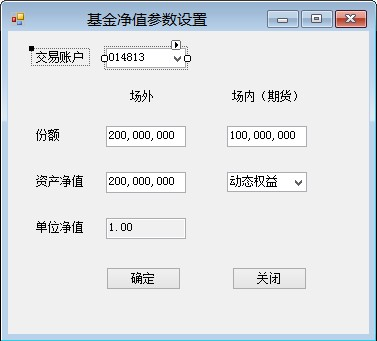 基金净值参数设置
交易账户 014813
场外 场内（期货）
份额 200,000,000 100,000,000
资产净值 200,000,000 动态权益
单位净值 1.00
确定 关闭